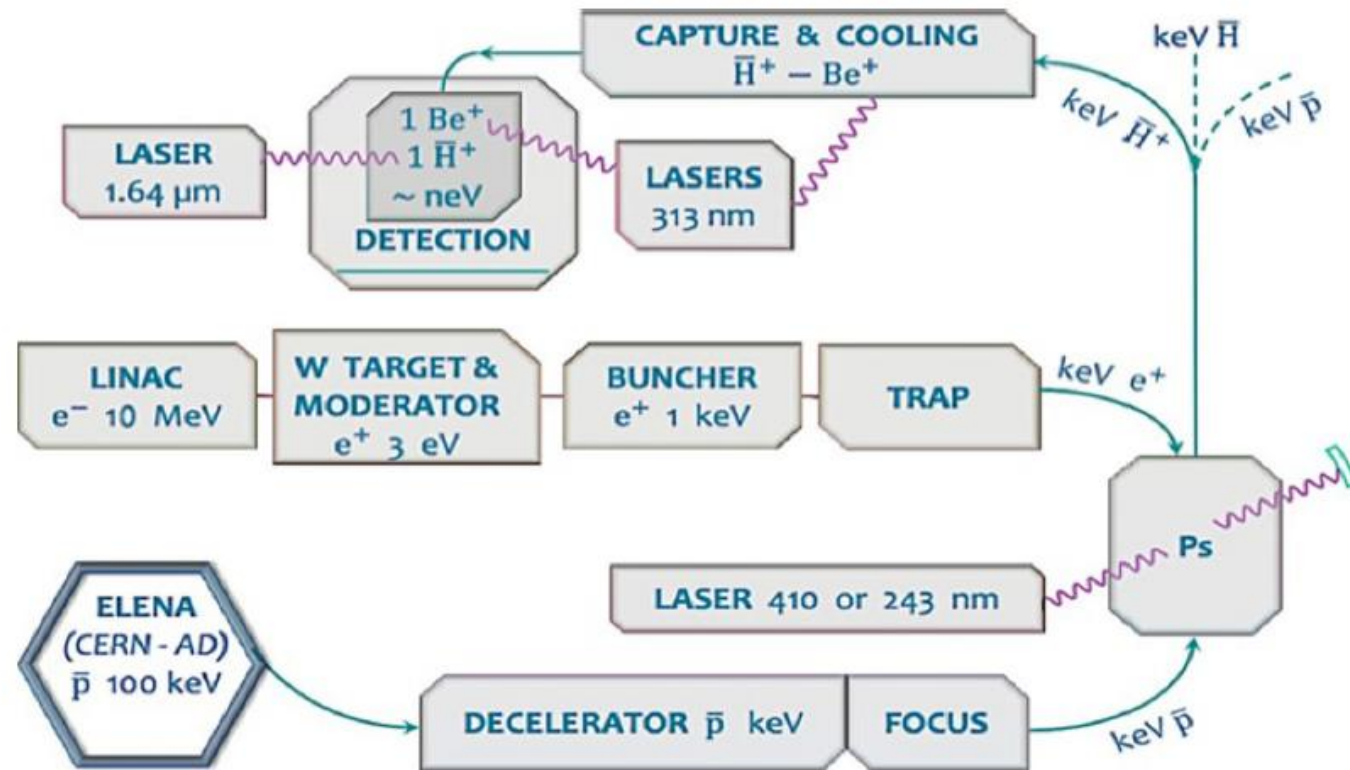 CAPTURE & COOLING
H̅⁺ – Be⁺
keV H̅
keV H̅⁺
keV p̅
LASER
1.64 µm
1 Be⁺
1 H̅⁺
~ neV
DETECTION
LASERS
313 nm
LINAC
e⁻ 10 MeV
W TARGET &
MODERATOR
e⁺ 3 eV
BUNCHER
e⁺ 1 keV
TRAP
keV e⁺
Ps
LASER 410 or 243 nm
ELENA
(CERN - AD)
p̅ 100 keV
DECELERATOR p̅ keV
FOCUS
keV p̅